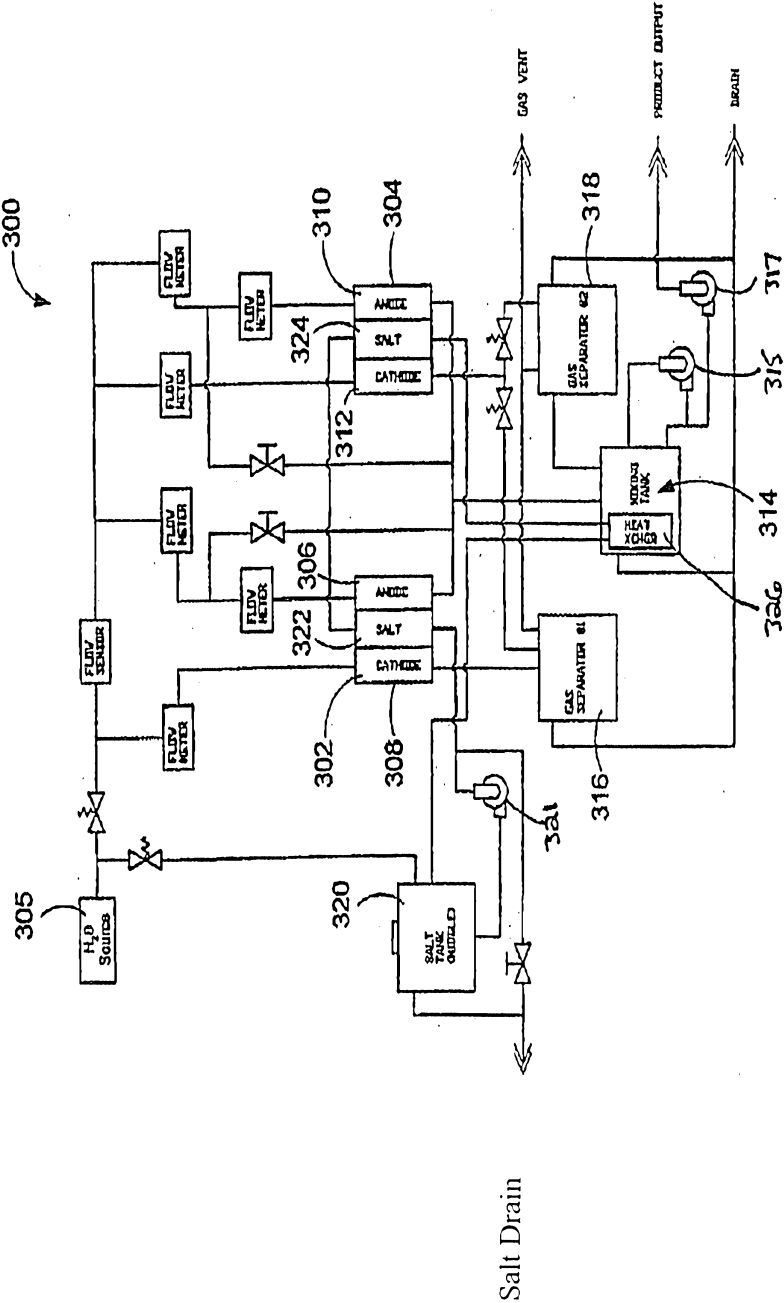 300
305
H₂O
Source
FLOW
SENSOR
FLOW
METER
FLOW
METER
FLOW
METER
FLOW
METER
FLOW
METER
FLOW
METER
302
308
322
306
312
324
310
304
CATHODE
SALT
ANODE
CATHODE
SALT
ANODE
320
SALT
TANK
321
316
GAS
SEPARATOR #1
318
GAS
SEPARATOR #2
MIXING
TANK
HEAT
XCHGR
326
314
315
317
GAS VENT
PRODUCT OUTPUT
DRAIN
Salt Drain